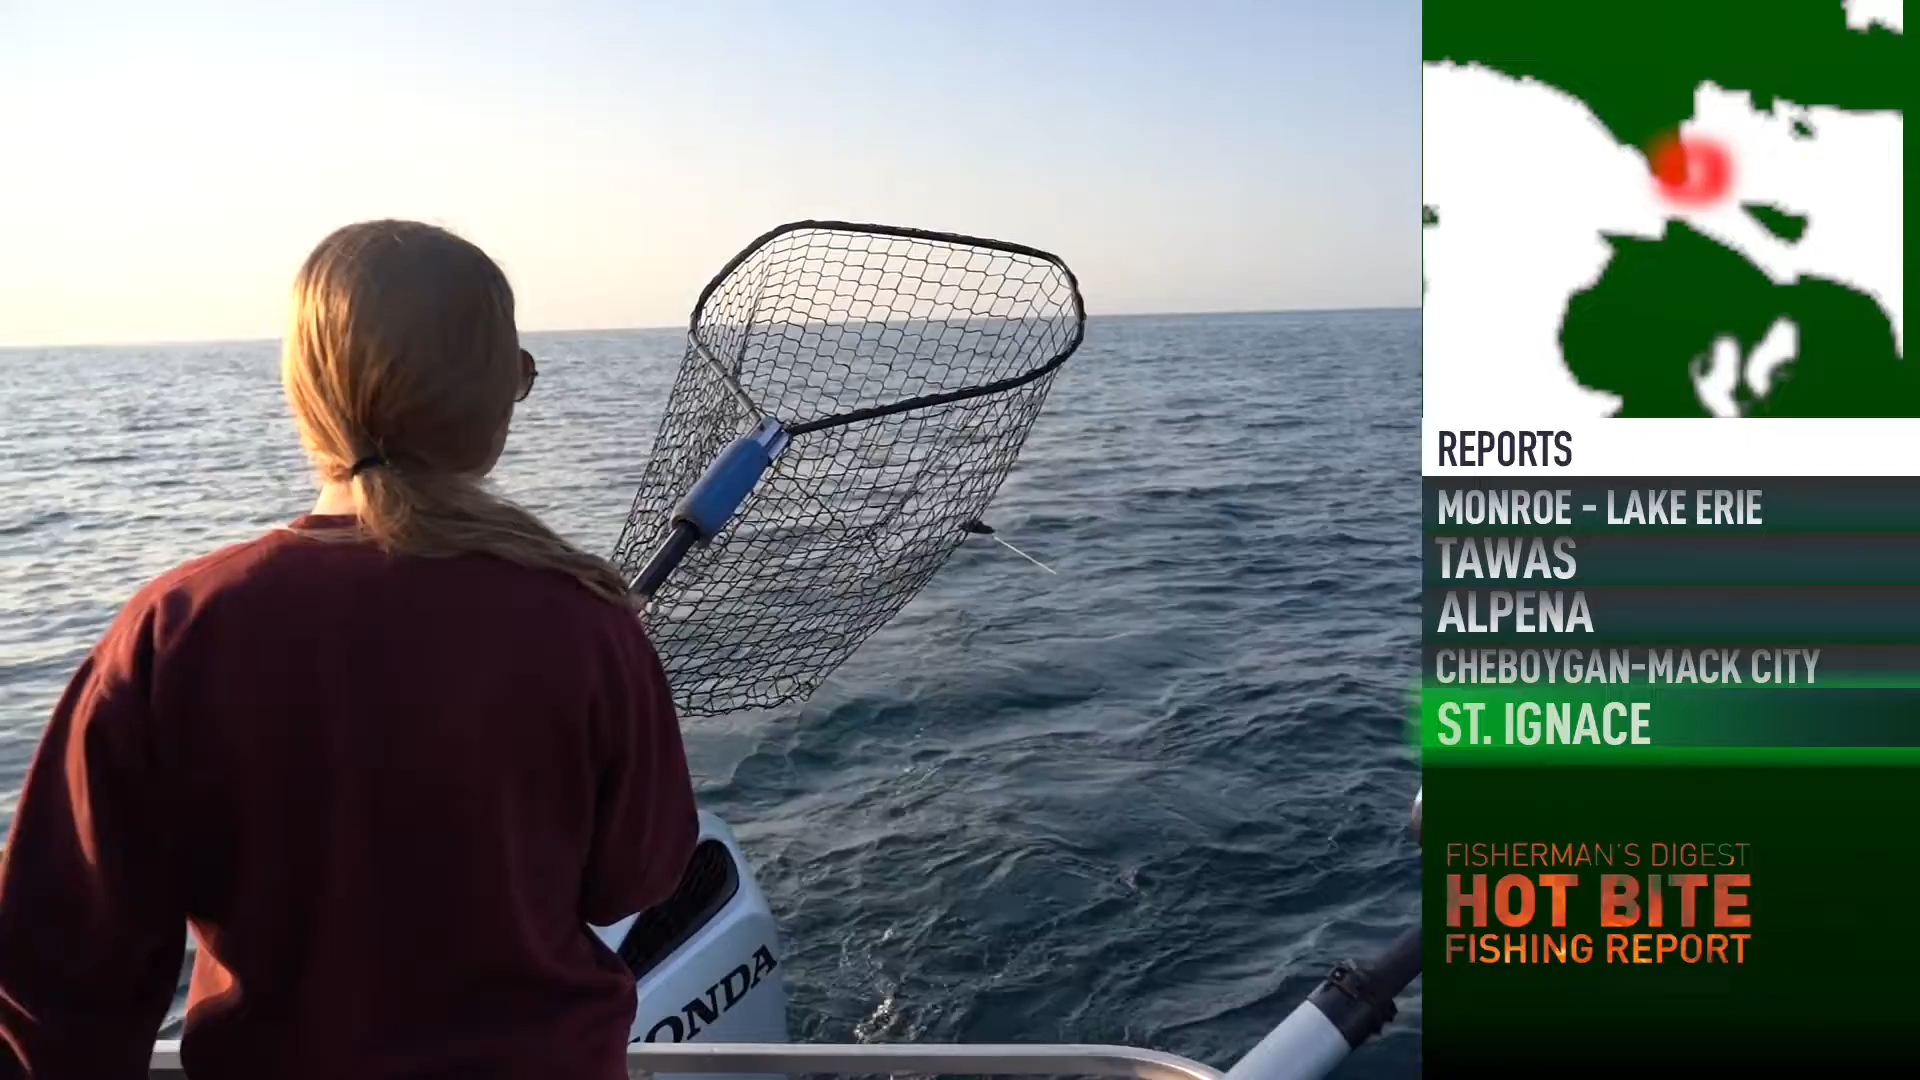 REPORTS
MONROE - LAKE ERIE
TAWAS
ALPENA
CHEBOYGAN-MACK CITY
ST. IGNACE
FISHERMAN'S DIGEST
HOT BITE
FISHING REPORT
HONDA